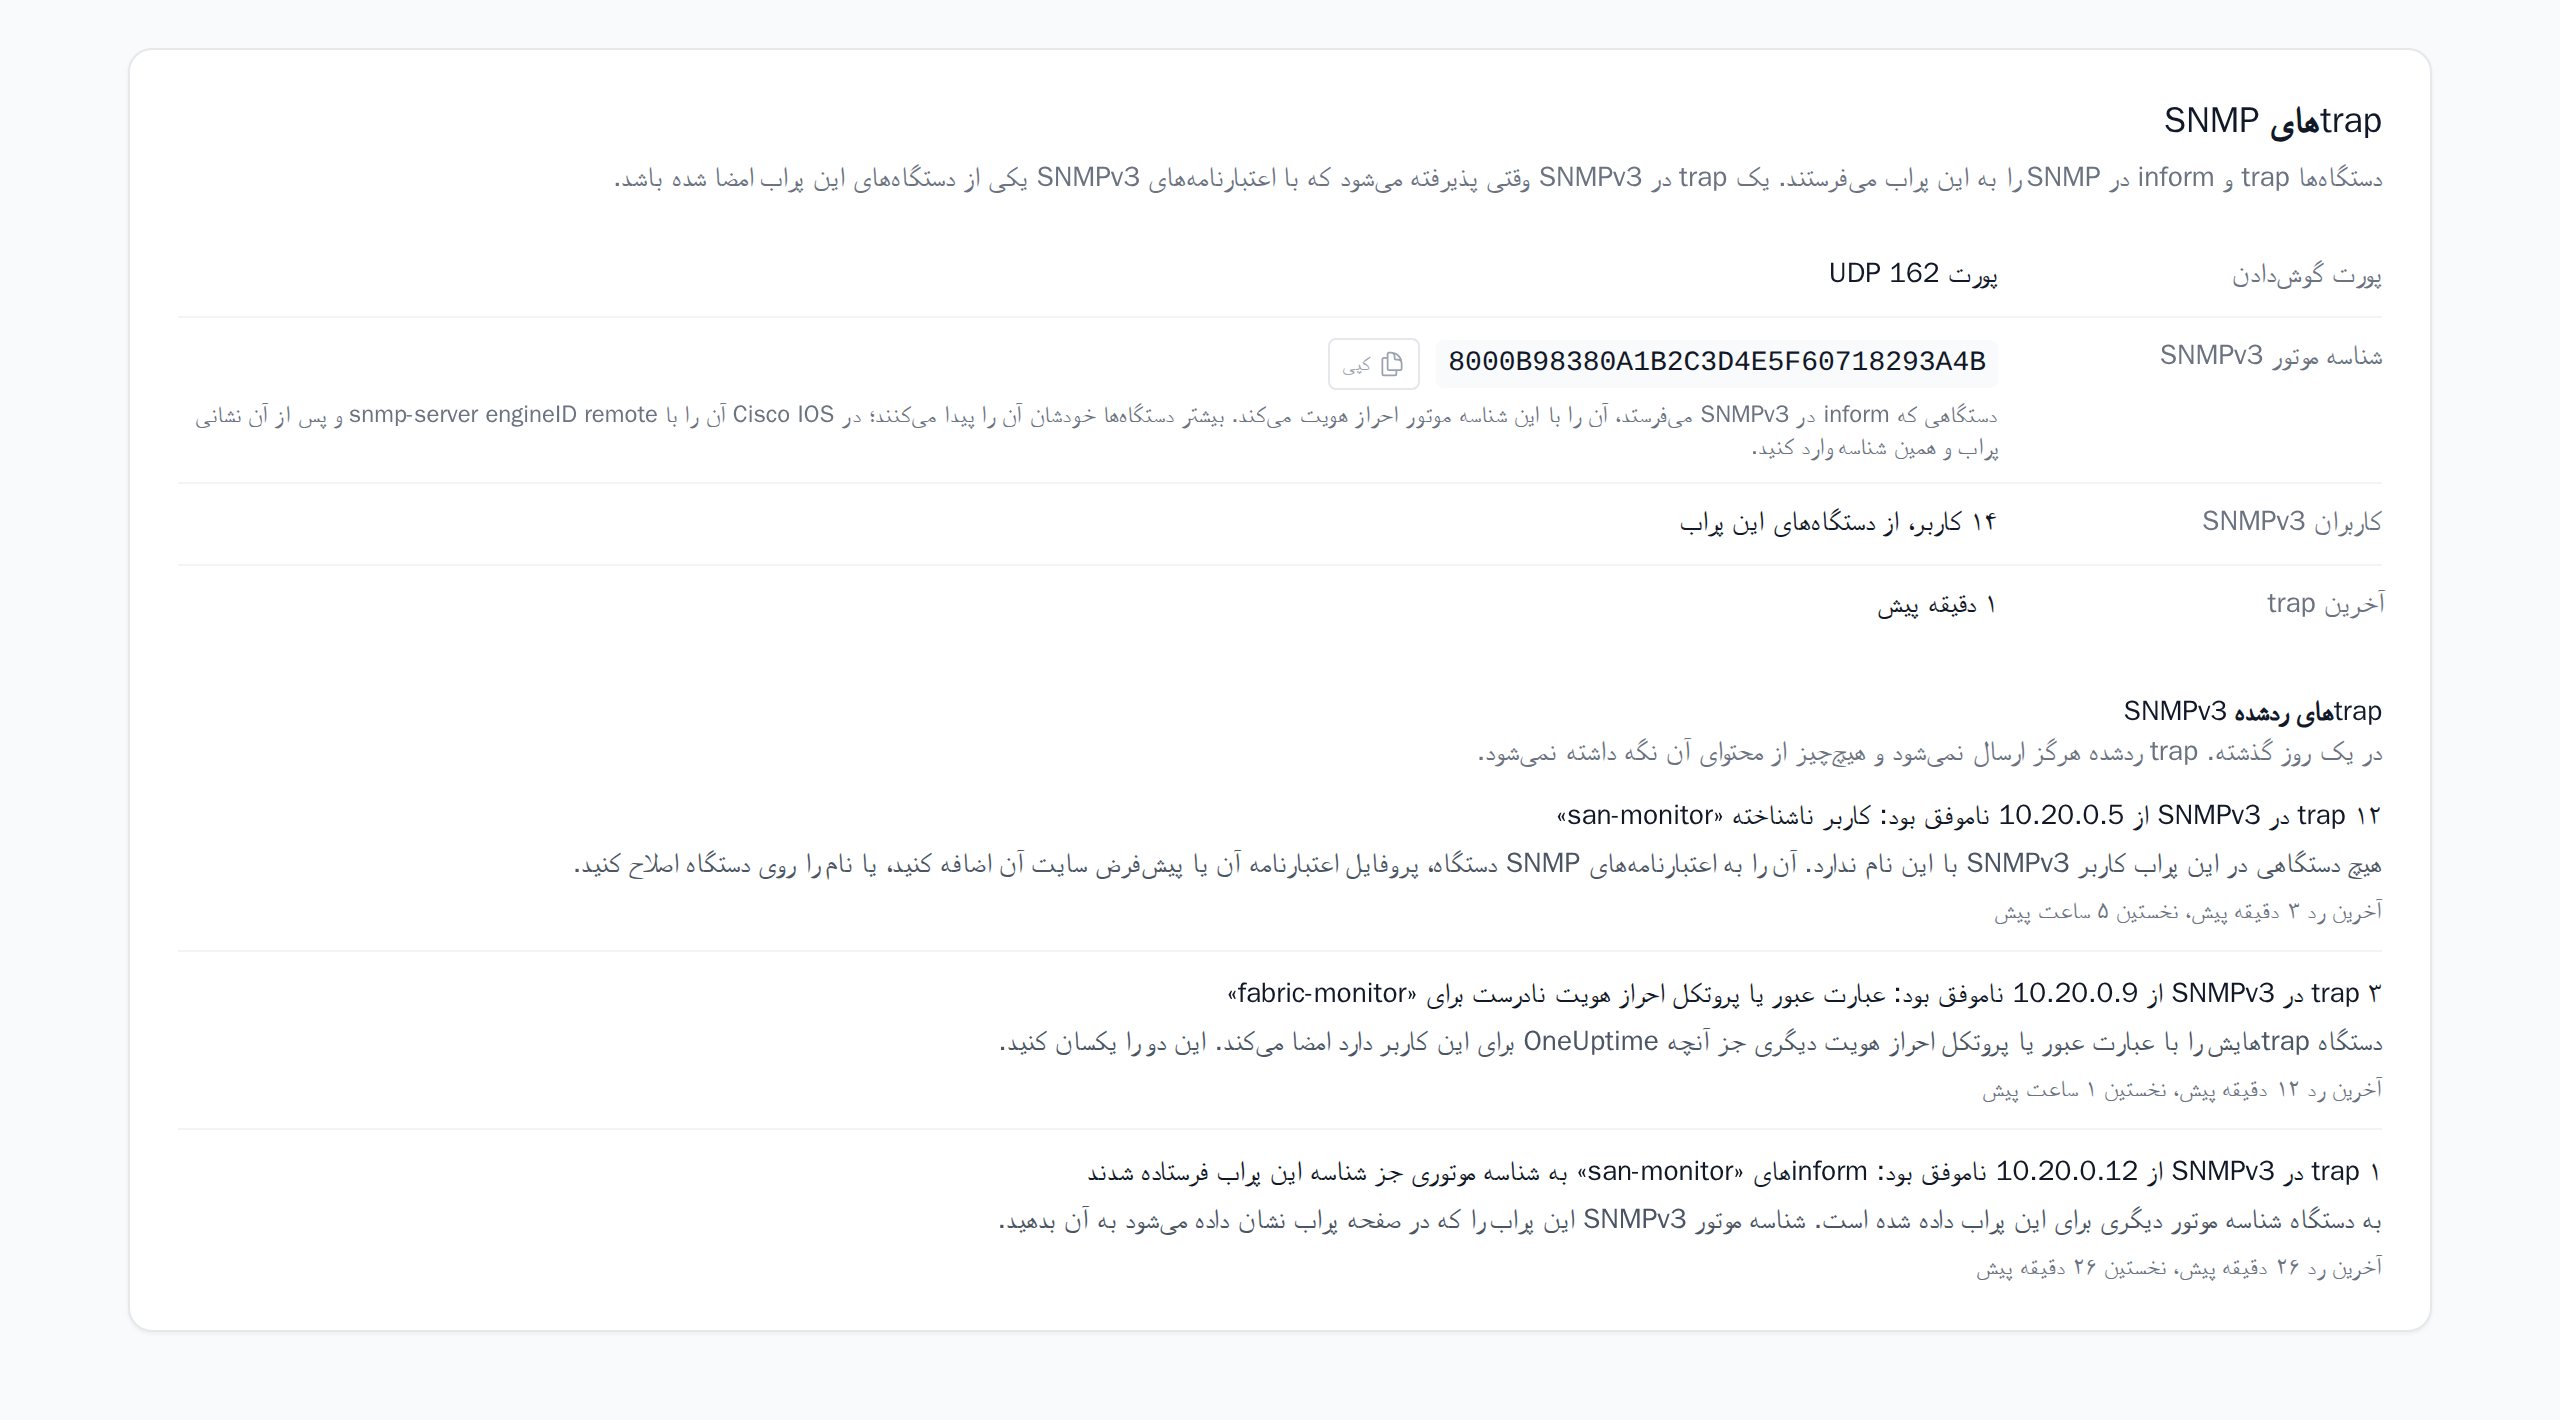 trapهای SNMP
دستگاه‌ها trap و inform در SNMP را به این پراب می‌فرستند. یک trap در SNMPv3 وقتی پذیرفته می‌شود که با اعتبارنامه‌های SNMPv3 یکی از دستگاه‌های این پراب امضا شده باشد.
پورت گوش‌دادن
پورت UDP 162
شناسه موتور SNMPv3
8000B98380A1B2C3D4E5F60718293A4B
کپی
دستگاهی که inform در SNMPv3 می‌فرستد، آن را با این شناسه موتور احراز هویت می‌کند. بیشتر دستگاه‌ها خودشان آن را پیدا می‌کنند؛ در Cisco IOS آن را با snmp-server engineID remote و پس از آن نشانی
پراب و همین شناسه وارد کنید.
کاربران SNMPv3
۱۴ کاربر، از دستگاه‌های این پراب
آخرین trap
۱ دقیقه پیش
trapهای ردشده SNMPv3
در یک روز گذشته. trap ردشده هرگز ارسال نمی‌شود و هیچ‌چیز از محتوای آن نگه داشته نمی‌شود.
۱۲ trap در SNMPv3 از 10.20.0.5 ناموفق بود: کاربر ناشناخته «san-monitor»
هیچ دستگاهی در این پراب کاربر SNMPv3 با این نام ندارد. آن را به اعتبارنامه‌های SNMP دستگاه، پروفایل اعتبارنامه آن یا پیش‌فرض سایت آن اضافه کنید، یا نام را روی دستگاه اصلاح کنید.
آخرین رد ۳ دقیقه پیش، نخستین ۵ ساعت پیش
۳ trap در SNMPv3 از 10.20.0.9 ناموفق بود: عبارت عبور یا پروتکل احراز هویت نادرست برای «fabric-monitor»
دستگاه trapهایش را با عبارت عبور یا پروتکل احراز هویت دیگری جز آنچه OneUptime برای این کاربر دارد امضا می‌کند. این دو را یکسان کنید.
آخرین رد ۱۲ دقیقه پیش، نخستین ۱ ساعت پیش
۱ trap در SNMPv3 از 10.20.0.12 ناموفق بود: informهای «san-monitor» به شناسه موتوری جز شناسه این پراب فرستاده شدند
به دستگاه شناسه موتور دیگری برای این پراب داده شده است. شناسه موتور SNMPv3 این پراب را که در صفحه پراب نشان داده می‌شود به آن بدهید.
آخرین رد ۲۶ دقیقه پیش، نخستین ۲۶ دقیقه پیش